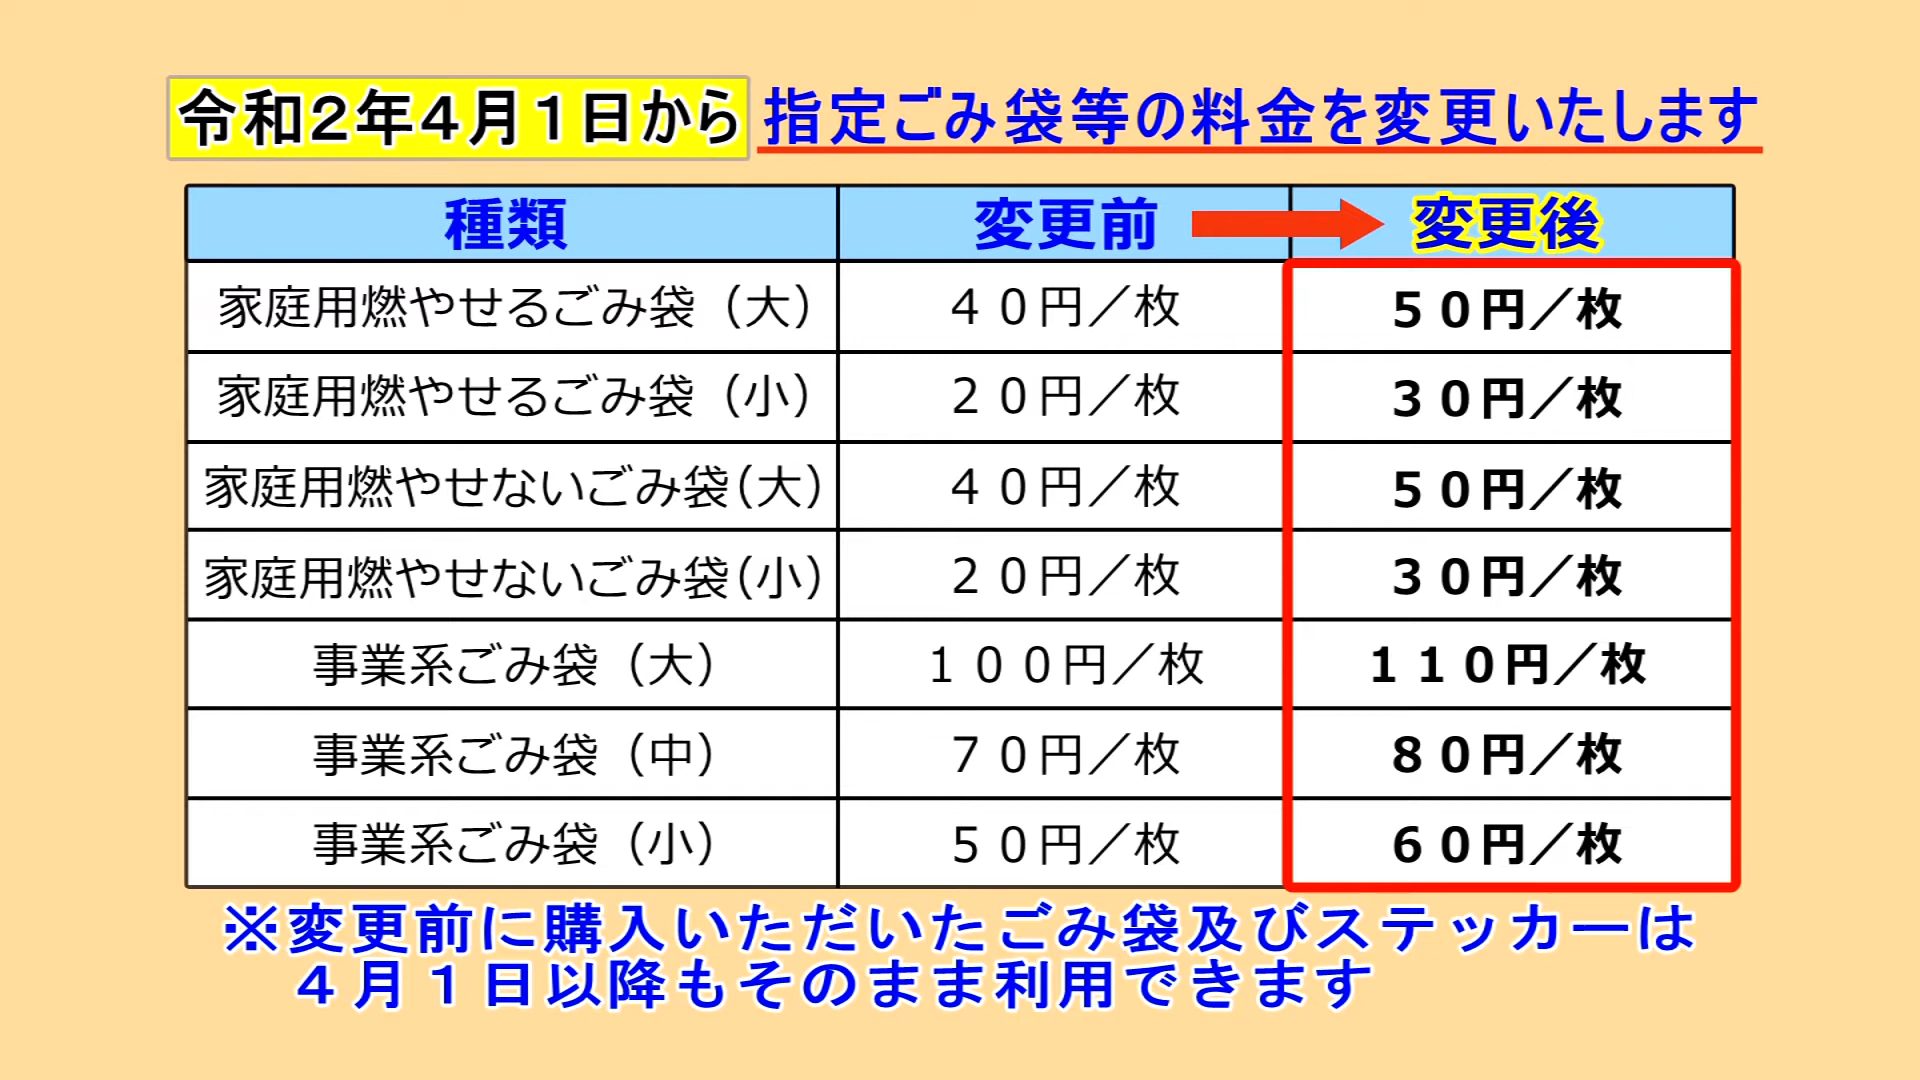 令和２年４月１日から 指定ごみ袋等の料金を変更いたします
種類 変更前 変更後
家庭用燃やせるごみ袋（大） ４０円／枚 ５０円／枚
家庭用燃やせるごみ袋（小） ２０円／枚 ３０円／枚
家庭用燃やせないごみ袋（大） ４０円／枚 ５０円／枚
家庭用燃やせないごみ袋（小） ２０円／枚 ３０円／枚
事業系ごみ袋（大） １００円／枚 １１０円／枚
事業系ごみ袋（中） ７０円／枚 ８０円／枚
事業系ごみ袋（小） ５０円／枚 ６０円／枚
※変更前に購入いただいたごみ袋及びステッカーは
４月１日以降もそのまま利用できます